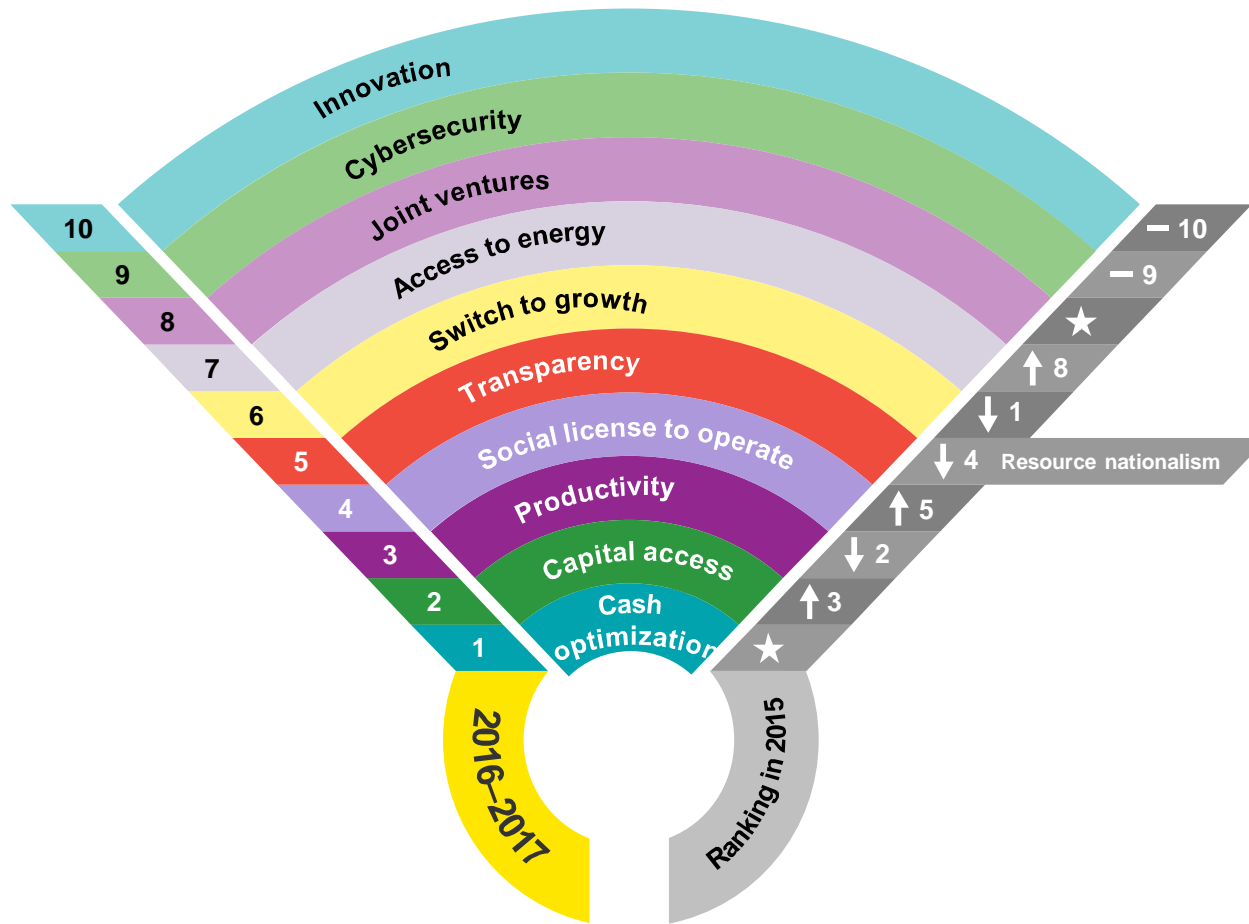 Innovation
Cybersecurity
Joint ventures
Access to energy
Switch to growth
Transparency
Social license to operate
Productivity
Capital access
Cash
optimization
10
9
8
7
6
5
4
3
2
1
10
9
8
1
4 Resource nationalism
5
2
3
2016–2017
Ranking in 2015